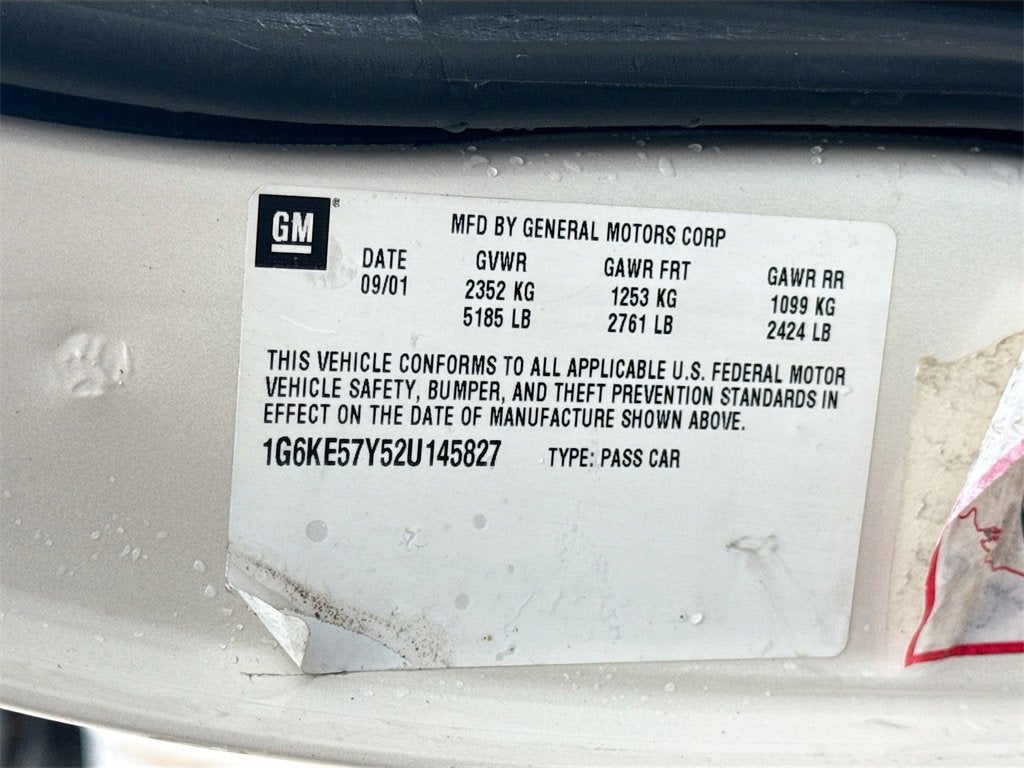 GM®
MFD BY GENERAL MOTORS CORP
DATE GVWR GAWR FRT GAWR RR
09/01 2352 KG 1253 KG 1099 KG
5185 LB 2761 LB 2424 LB
THIS VEHICLE CONFORMS TO ALL APPLICABLE U.S. FEDERAL MOTOR
VEHICLE SAFETY, BUMPER, AND THEFT PREVENTION STANDARDS IN
EFFECT ON THE DATE OF MANUFACTURE SHOWN ABOVE.
1G6KE57Y52U145827 TYPE: PASS CAR